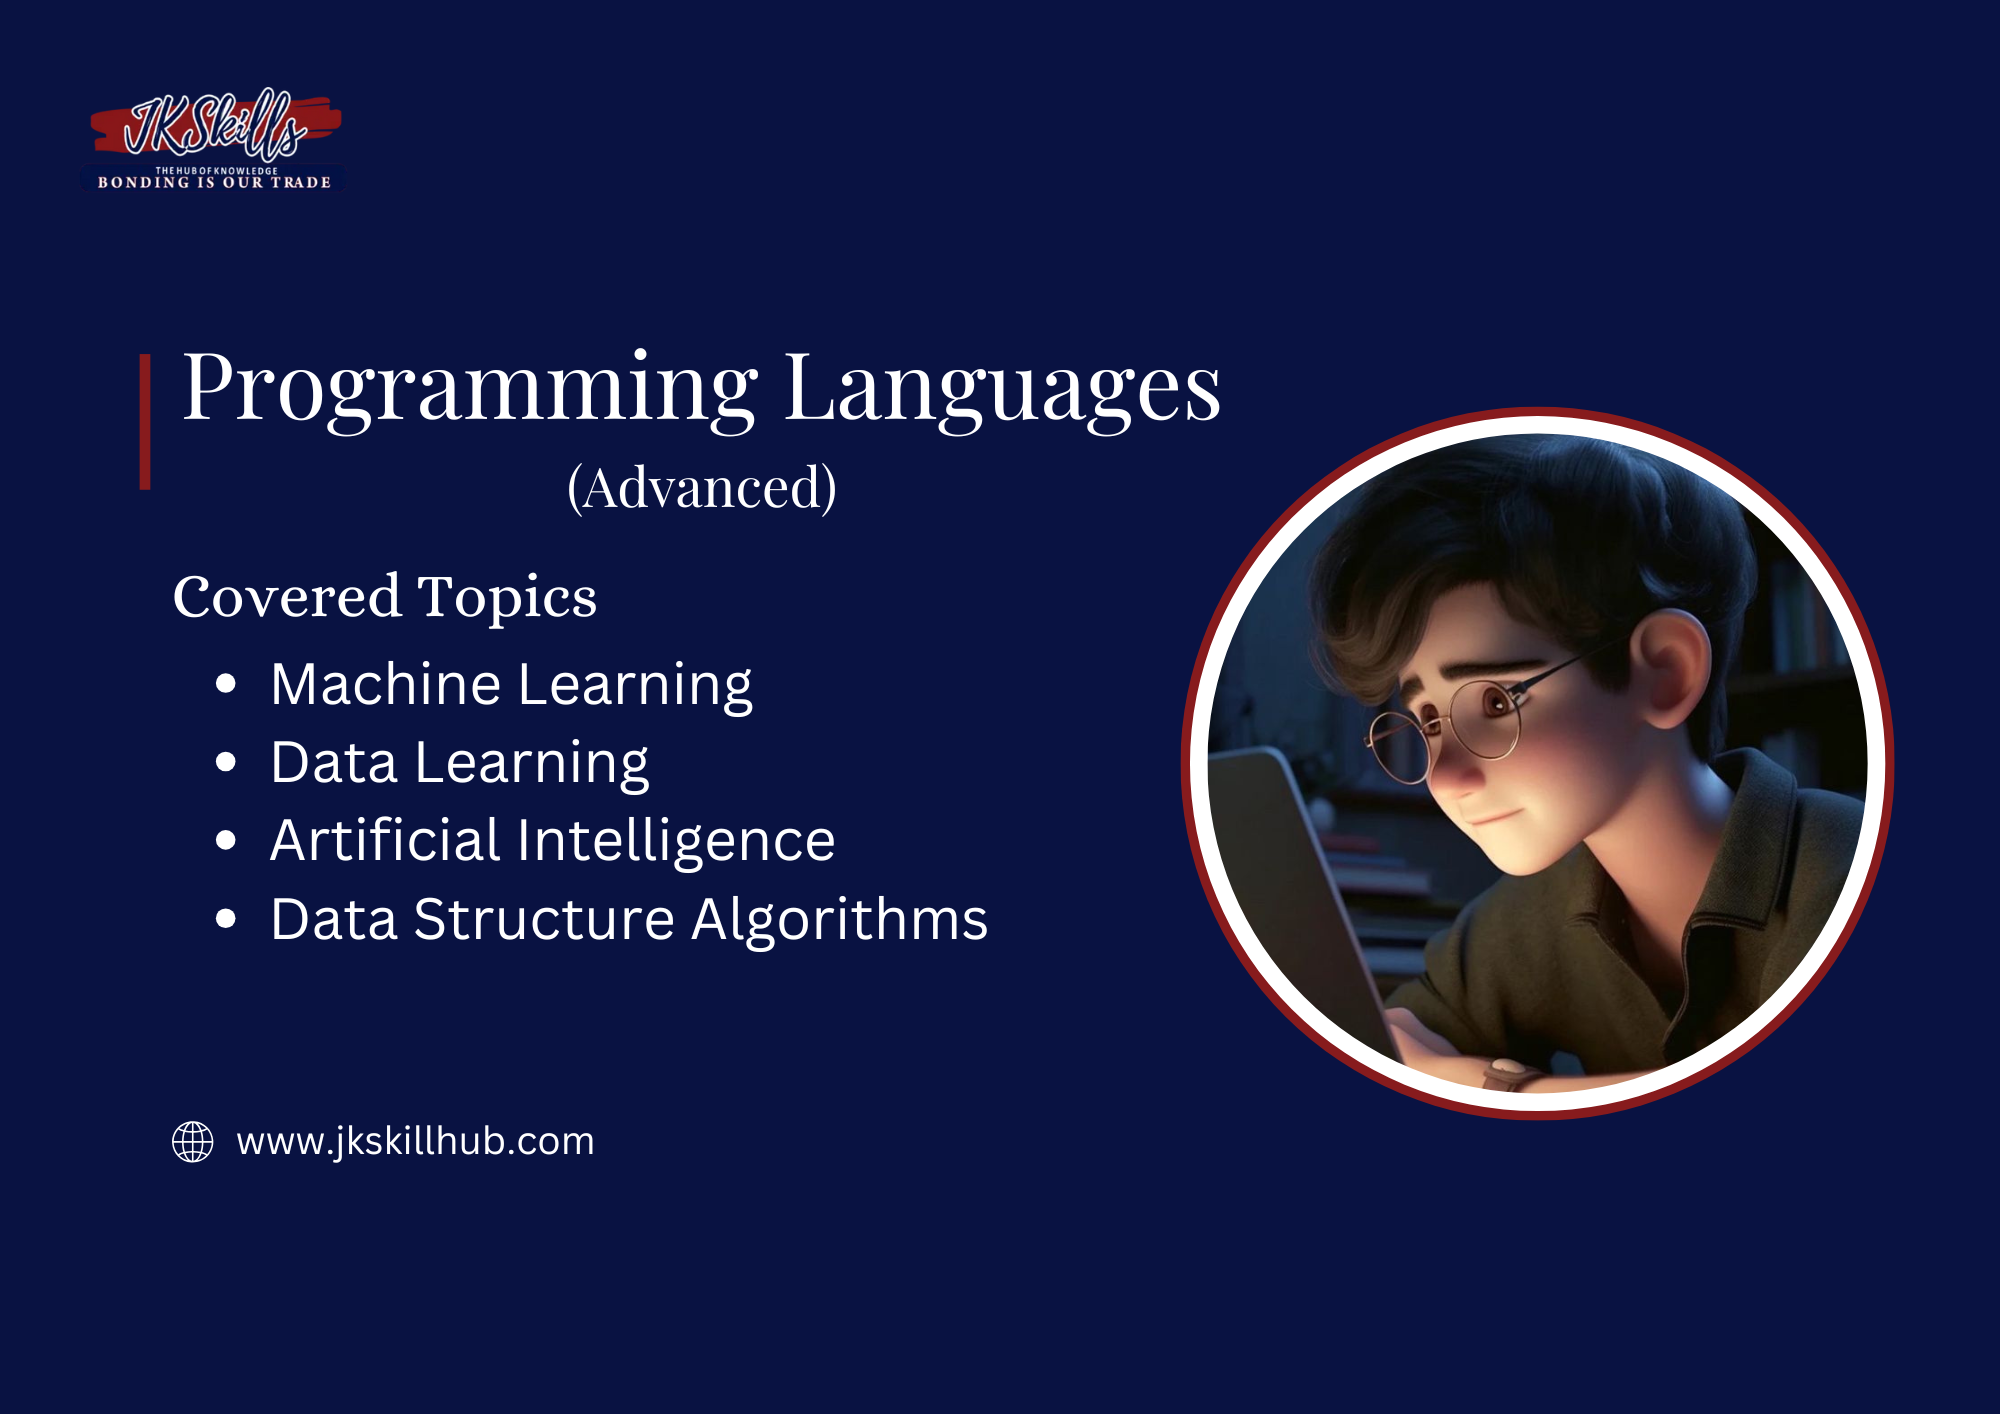 JKSkills
THE HUB OF KNOWLEDGE
BONDING IS OUR TRADE
Programming Languages
(Advanced)
Covered Topics
• Machine Learning
• Data Learning
• Artificial Intelligence
• Data Structure Algorithms
www.jkskillhub.com